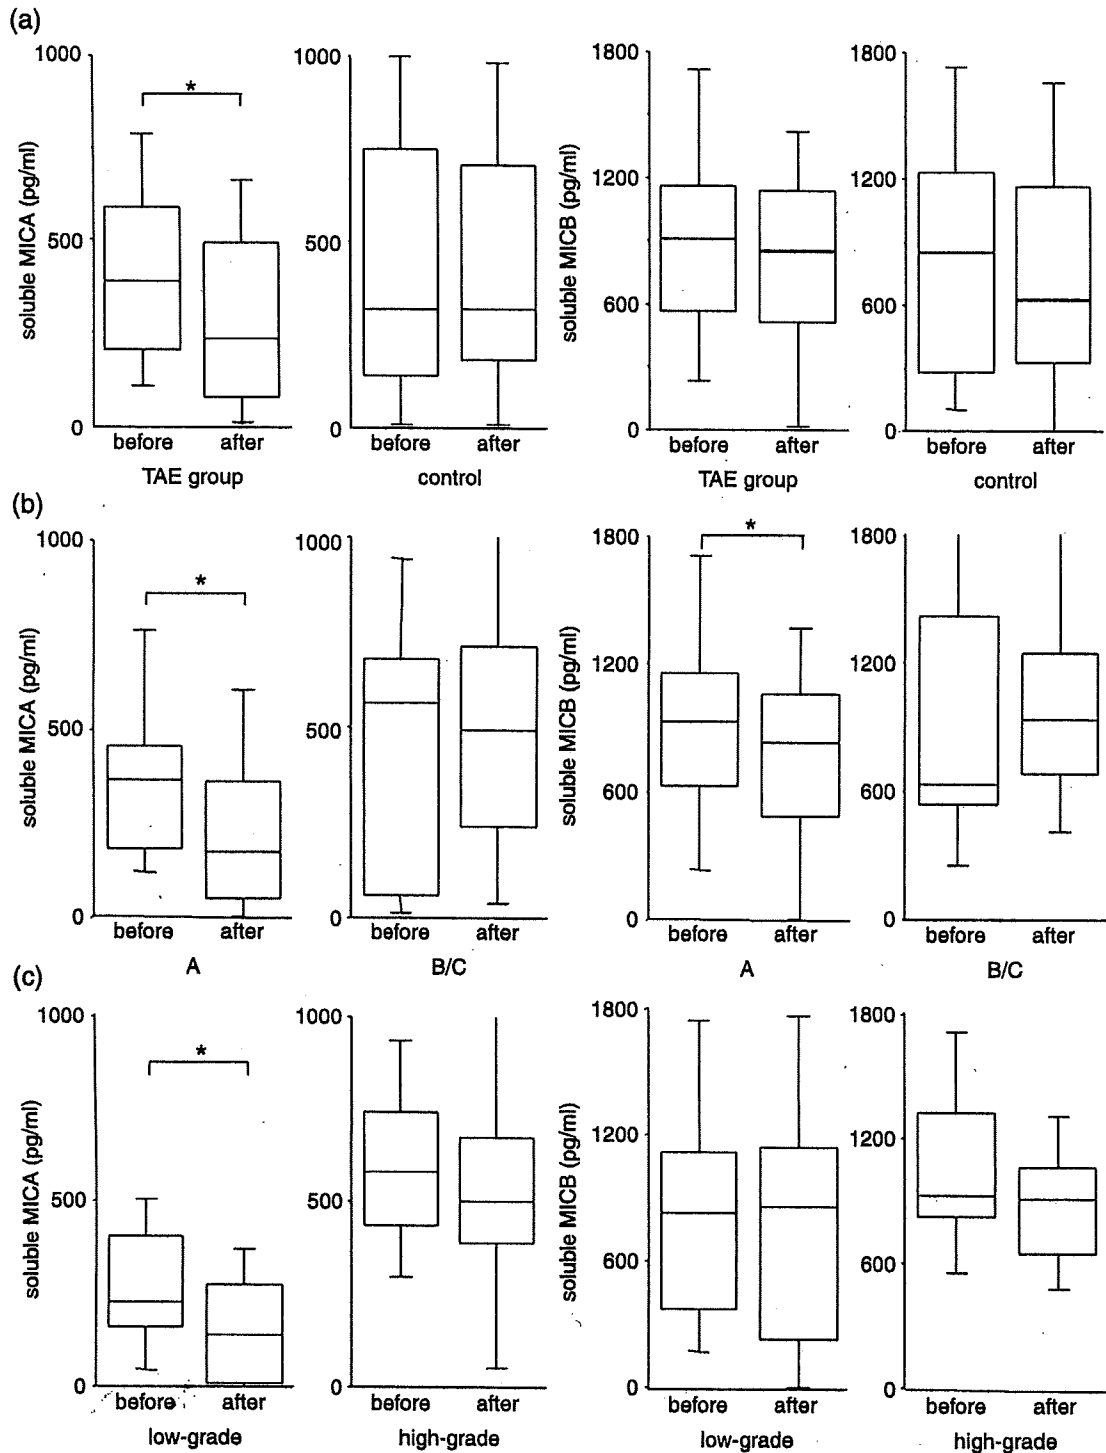 (a)
1000 1000 1800 1800
*
soluble MICA (pg/ml) soluble MICB (pg/ml)
1200 1200
500 500
600 600
0 0 0 0
before after before after before after before after
TAE group control TAE group control
(b)
1000 1000 1800 1800
* *
soluble MICA (pg/ml) soluble MICB (pg/ml)
1200 1200
500 500
600 600
0 0 0 0
before after before after before after before after
A B/C A B/C
(c)
1000 1000 1800 1800
*
soluble MICA (pg/ml) soluble MICB (pg/ml)
1200 1200
500 500
600 600
0 0 0 0
before after before after before after before after
low-grade high-grade low-grade high-grade